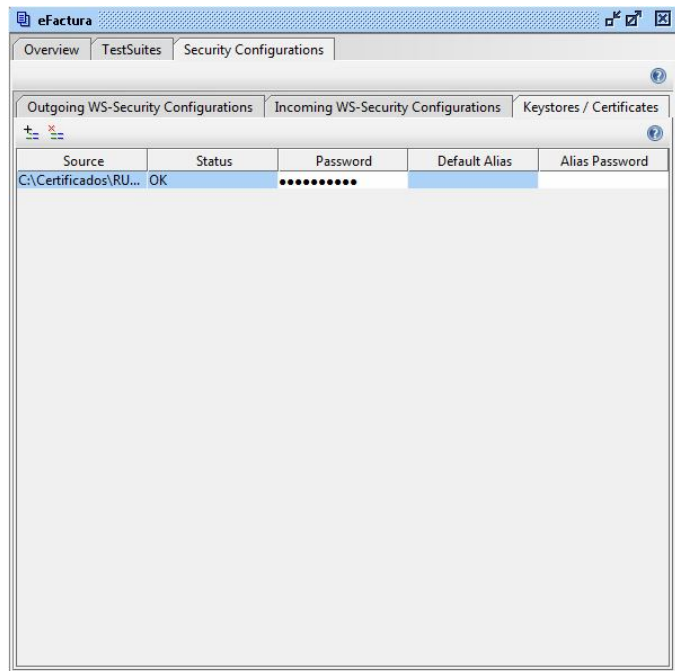 eFactura
Overview TestSuites Security Configurations
Outgoing WS-Security Configurations Incoming WS-Security Configurations Keystores / Certificates
Source Status Password Default Alias Alias Password
C:\Certificados\RU... OK ●●●●●●●●●●